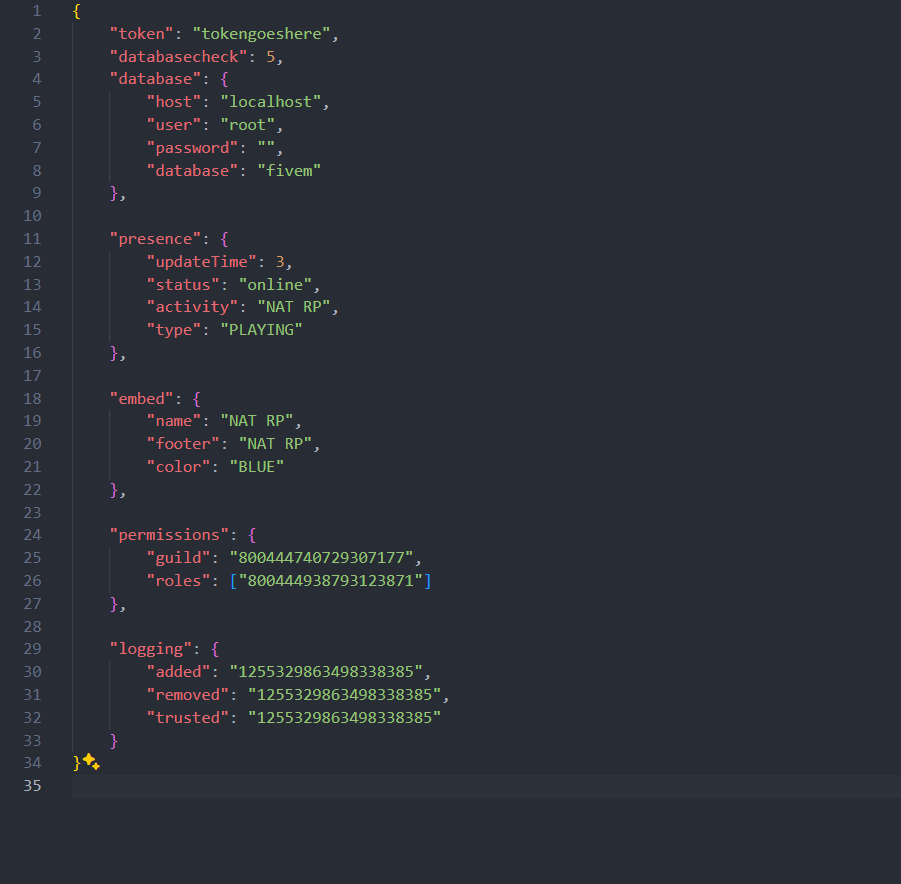 1 {
2     "token": "tokengoeshere",
3     "databasecheck": 5,
4     "database": {
5         "host": "localhost",
6         "user": "root",
7         "password": "",
8         "database": "fivem"
9     },
10
11     "presence": {
12         "updateTime": 3,
13         "status": "online",
14         "activity": "NAT RP",
15         "type": "PLAYING"
16     },
17
18     "embed": {
19         "name": "NAT RP",
20         "footer": "NAT RP",
21         "color": "BLUE"
22     },
23
24     "permissions": {
25         "guild": "800444740729307177",
26         "roles": ["800444938793123871"]
27     },
28
29     "logging": {
30         "added": "1255329863498338385",
31         "removed": "1255329863498338385",
32         "trusted": "1255329863498338385"
33     }
34 }
35